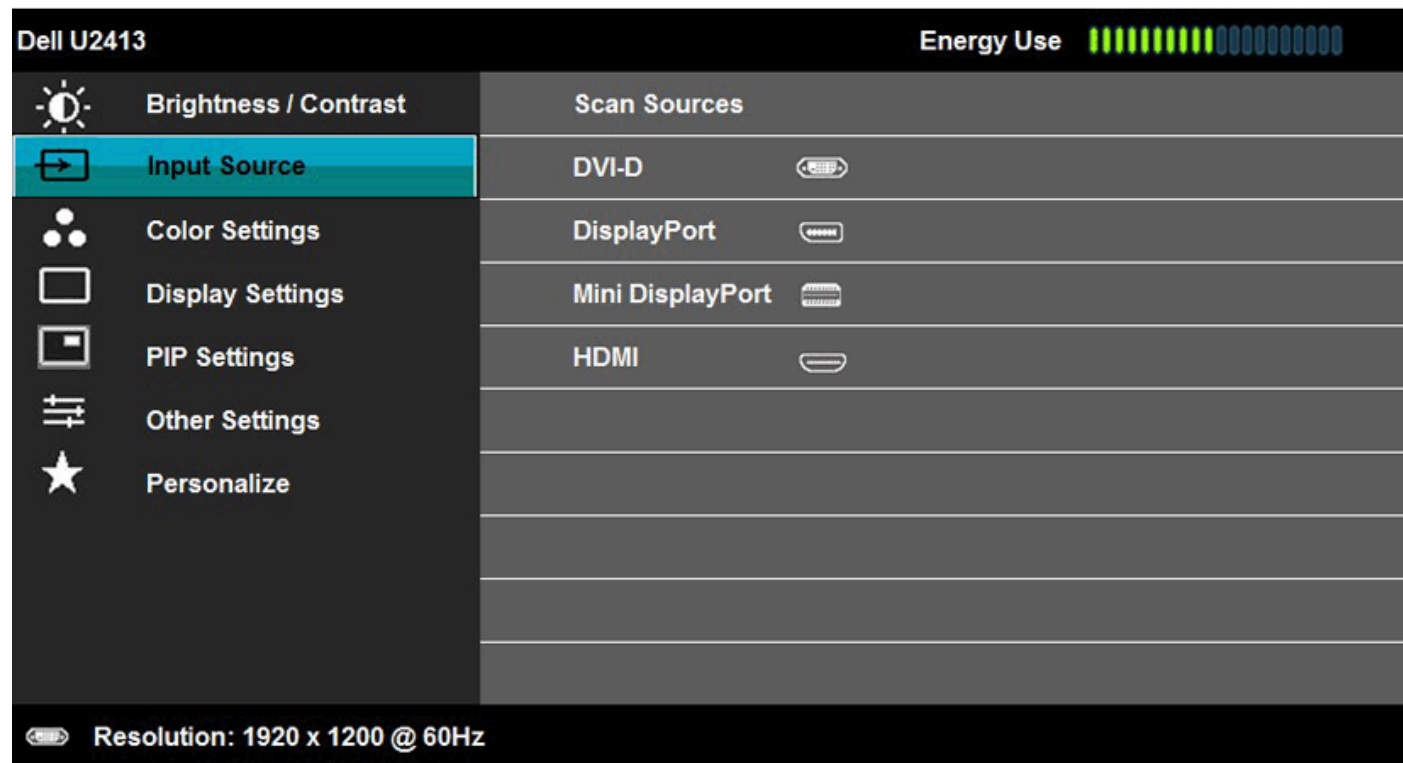 Dell U2413 Energy Use
Brightness / Contrast Scan Sources
Input Source DVI-D
Color Settings DisplayPort
Display Settings Mini DisplayPort
PIP Settings HDMI
Other Settings
Personalize
Resolution: 1920 x 1200 @ 60Hz